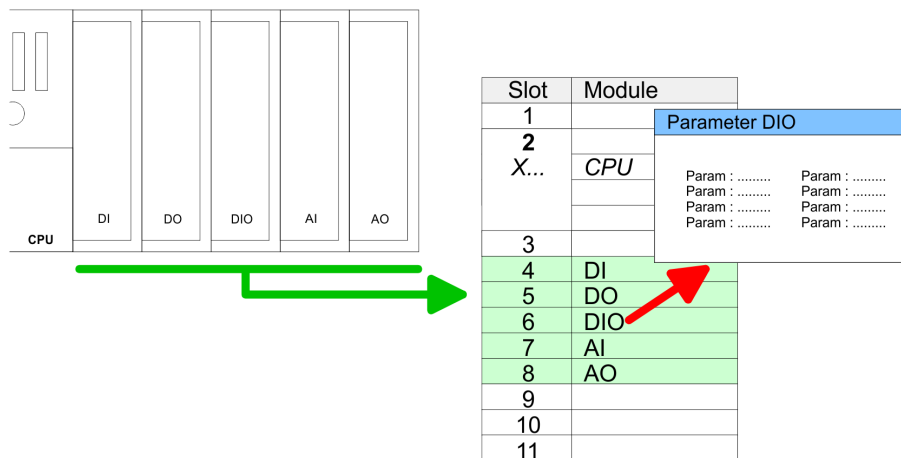 DI DO DIO AI AO
CPU
Slot Module
1
2
X... CPU
3
4 DI
5 DO
6 DIO
7 AI
8 AO
9
10
11
Parameter DIO
Param : ......... Param : .........
Param : ......... Param : .........
Param : ......... Param : .........
Param : ......... Param : .........